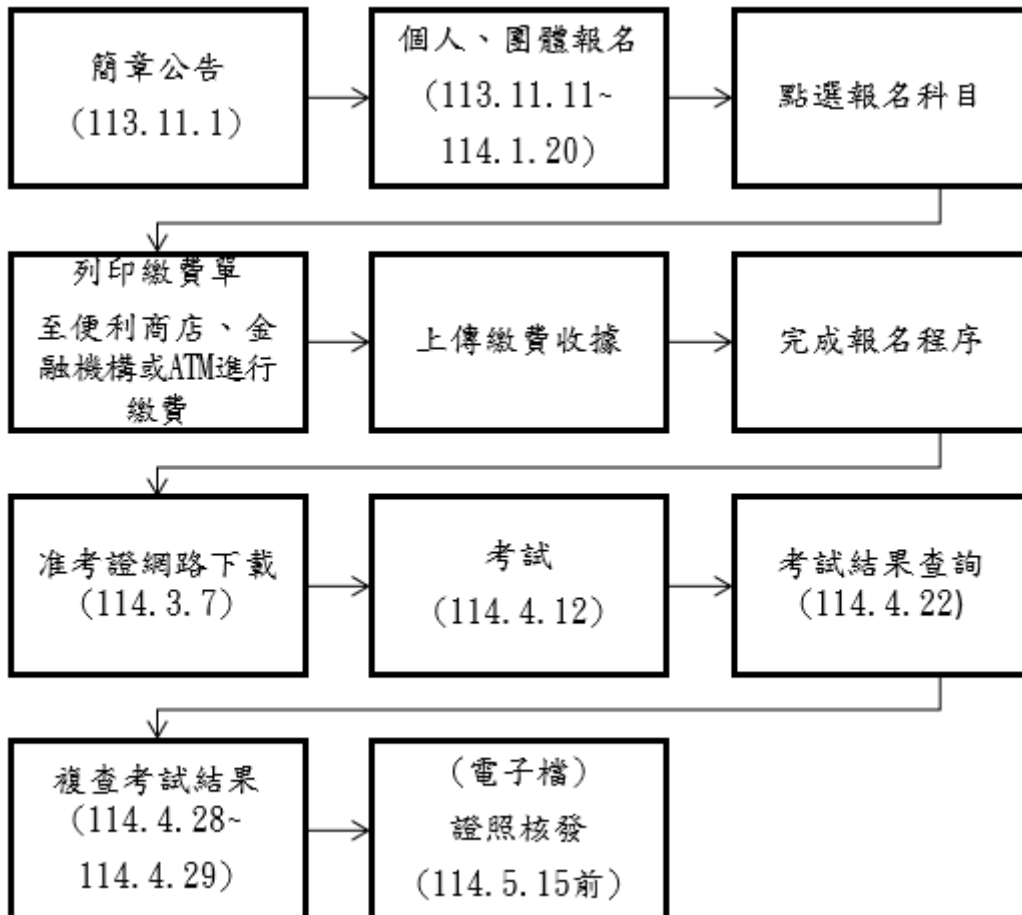 簡章公告
(113.11.1)
個人、團體報名
(113.11.11~
114.1.20)
點選報名科目
列印繳費單
至便利商店、金
融機構或ATM進行
繳費
上傳繳費收據
完成報名程序
准考證網路下載
(114.3.7)
考試
(114.4.12)
考試結果查詢
(114.4.22)
複查考試結果
(114.4.28~
114.4.29)
(電子檔)
證照核發
(114.5.15前)